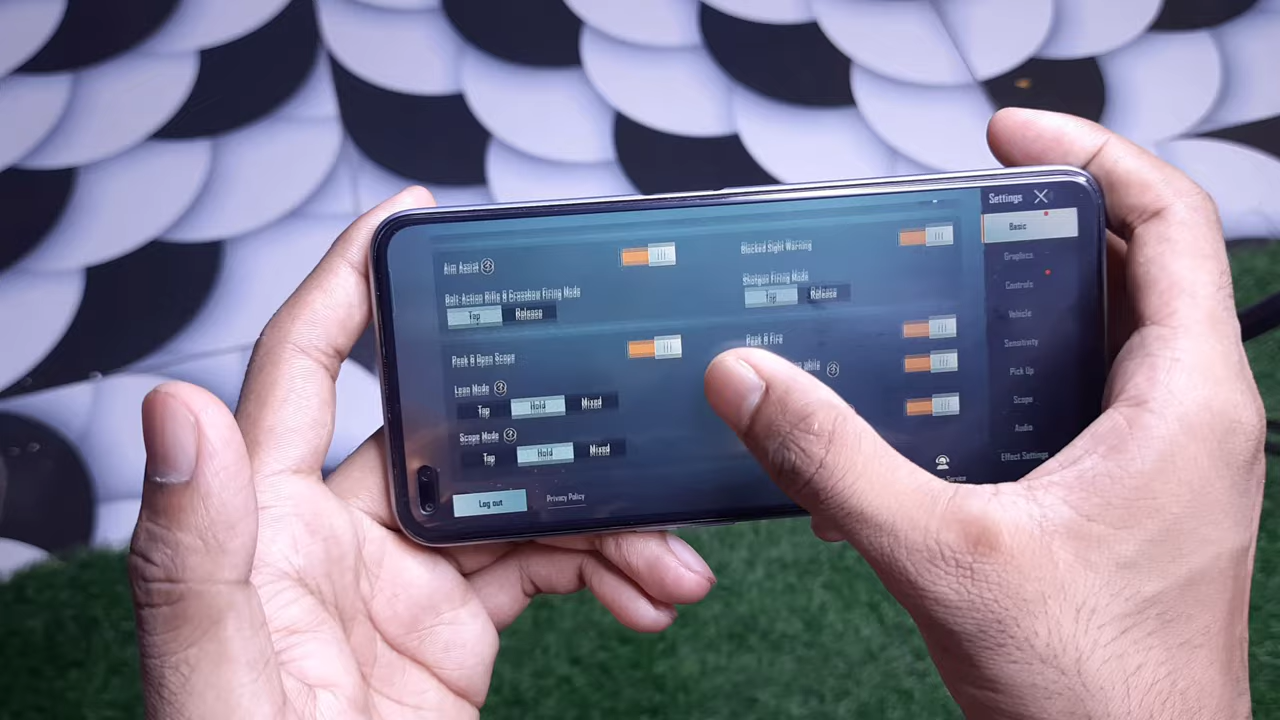 Settings
Basic
Graphics
Controls
Vehicle
Sensitivity
Pick Up
Scope
Audio
Effect Settings
Aim Assist
Blocked Sight Warning
Bolt-Action Rifle & Crossbow Firing Mode
Tap Release
Shotgun Firing Mode
Tap Release
Peek & Open Scope
Peek & Fire
while
Lean Mode
Tap Hold Mixed
Scope Mode
Tap Hold Mixed
Log out
Privacy Policy
Service